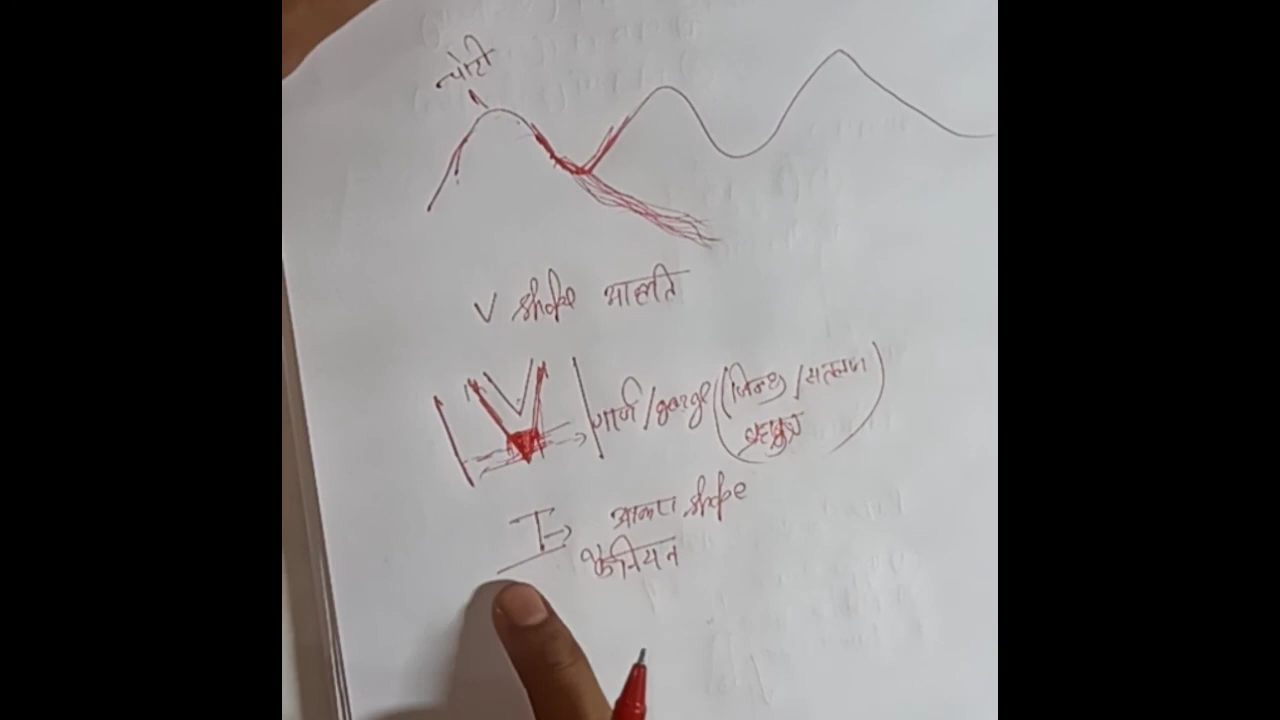 चोटी
V shape आकृति
गार्ज/gorge (सिन्धु/सतलज
ब्रह्मपुत्र)
I → आकार shape
कैनियन